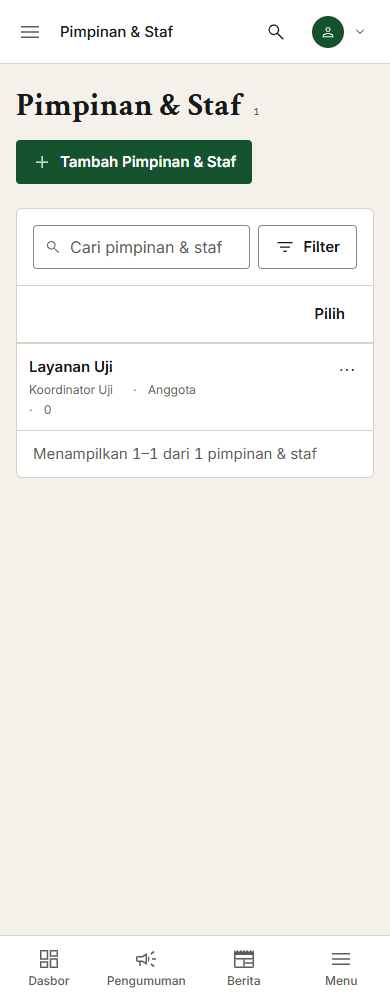 Pimpinan & Staf
Pimpinan & Staf 1
Tambah Pimpinan & Staf
Cari pimpinan & staf
Filter
Pilih
Layanan Uji
Koordinator Uji · Anggota
· 0
Menampilkan 1–1 dari 1 pimpinan & staf
Dasbor
Pengumuman
Berita
Menu